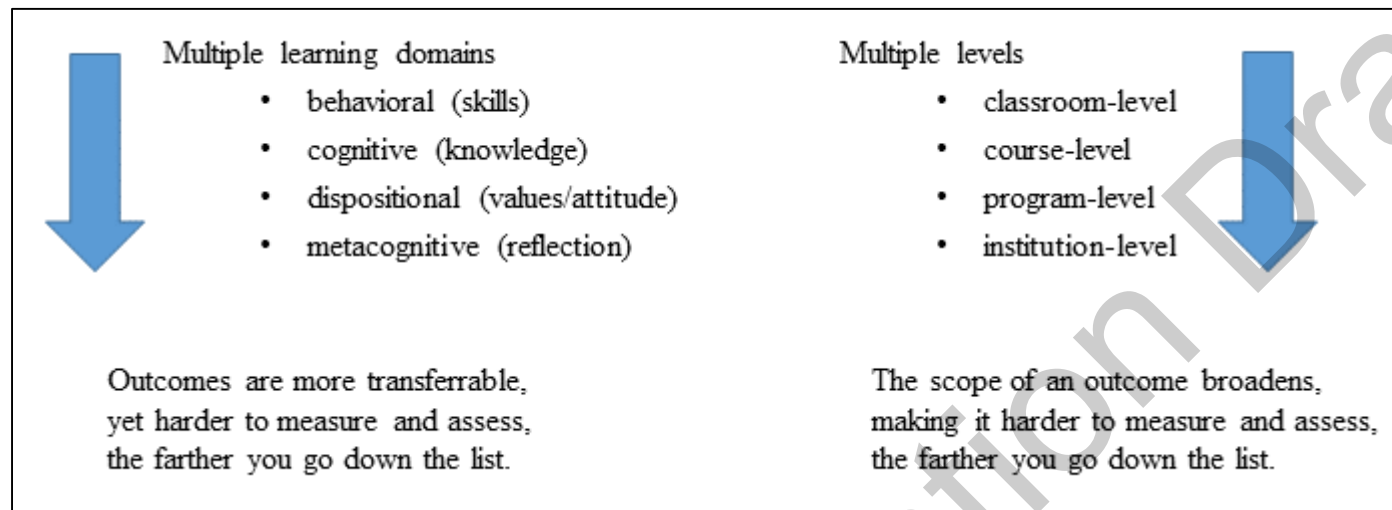 Multiple learning domains
• behavioral (skills)
• cognitive (knowledge)
• dispositional (values/attitude)
• metacognitive (reflection)
Outcomes are more transferrable,
yet harder to measure and assess,
the farther you go down the list.
Multiple levels
• classroom-level
• course-level
• program-level
• institution-level
The scope of an outcome broadens,
making it harder to measure and assess,
the farther you go down the list.